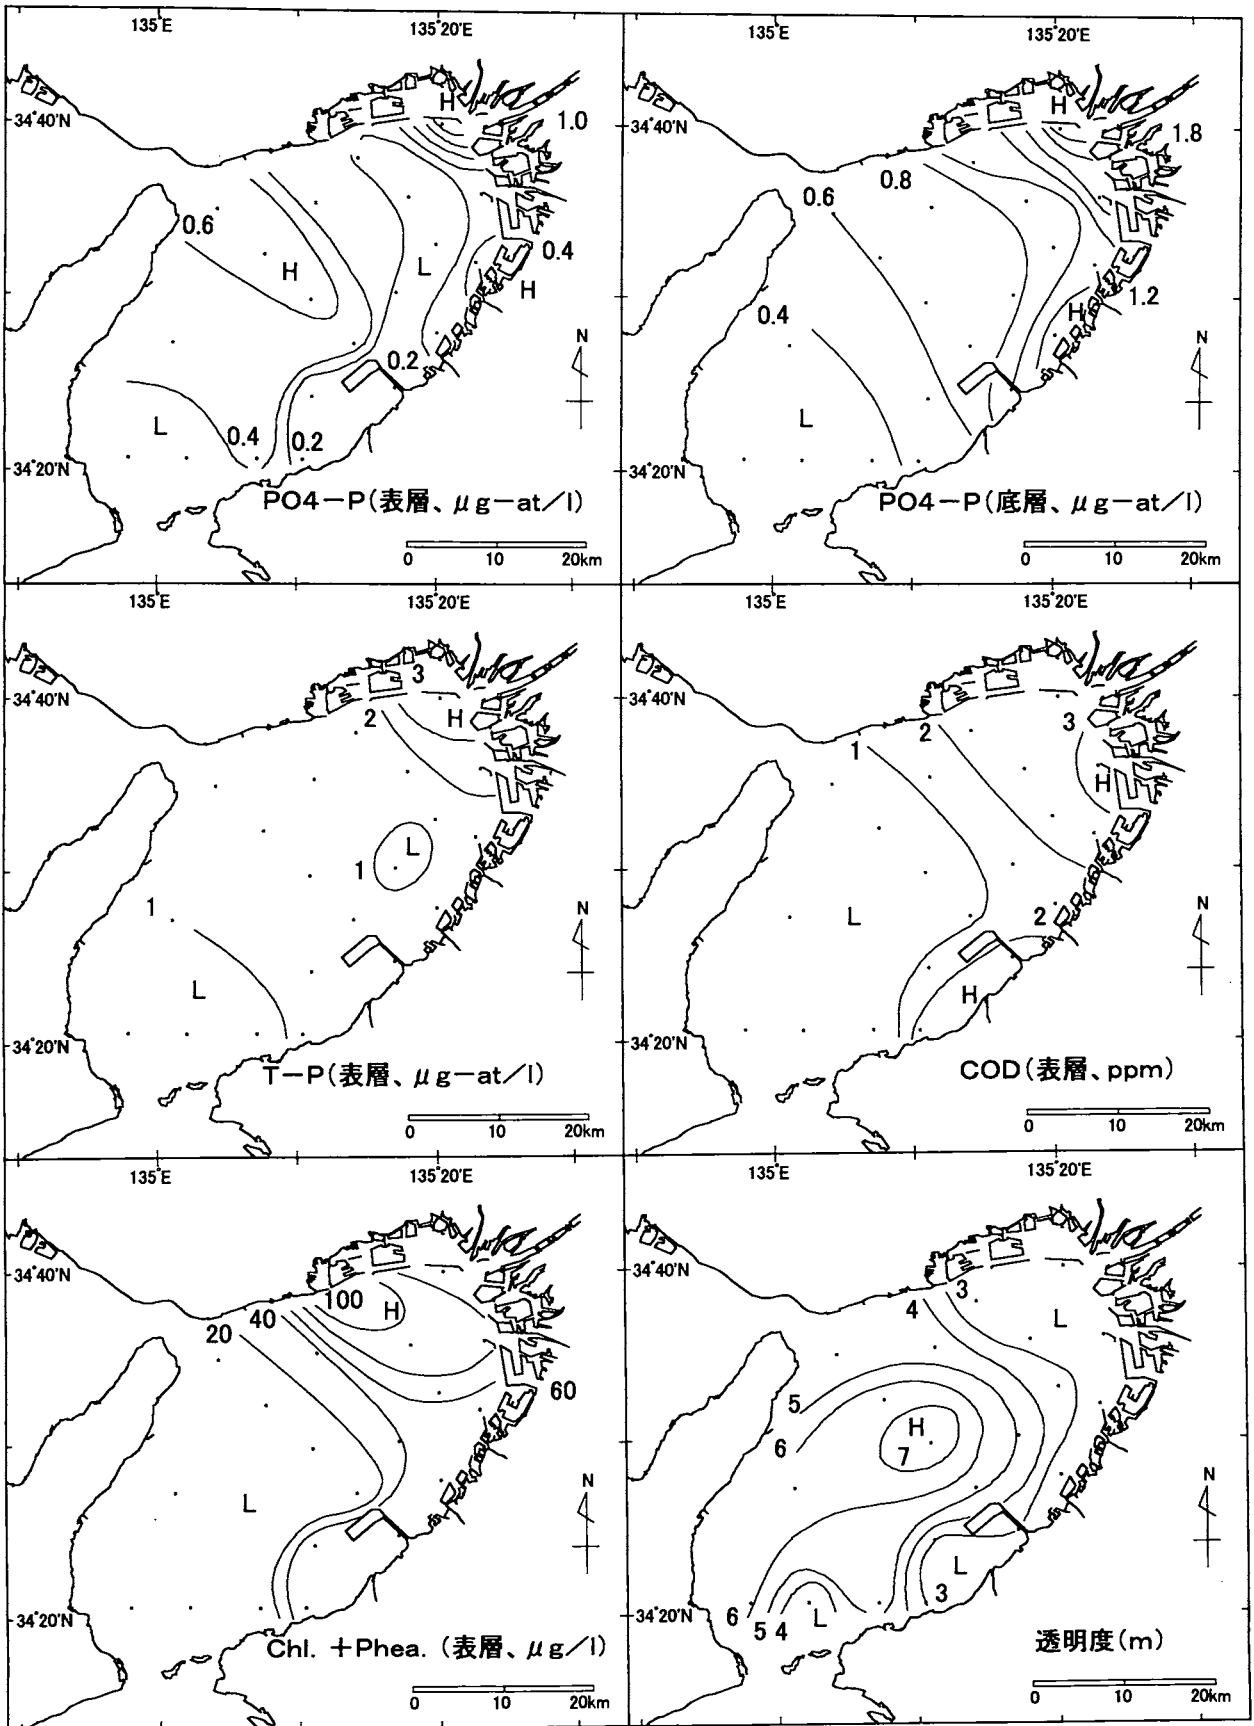 135°E
135°20'E
34°40'N
H
1.0
0.6
H
L
0.4
H
N
0.2
L
0.4
0.2
34°20'N
PO4－P(表層、μg－at／l)
0 10 20km
135°E
135°20'E
34°40'N
H
1.8
0.8
0.6
1.2
H
0.4
N
L
34°20'N
PO4－P(底層、μg－at／l)
0 10 20km
135°E
135°20'E
34°40'N
3
2
H
L
1
1
N
L
34°20'N
T－P(表層、μg－at／l)
0 10 20km
135°E
135°20'E
34°40'N
3
2
1
H
L
2
N
H
34°20'N
COD(表層、ppm)
0 10 20km
135°E
135°20'E
34°40'N
100
H
40
20
60
N
L
34°20'N
Chl. ＋Phea. (表層、μg／l)
0 10 20km
135°E
135°20'E
34°40'N
3
4
L
5
H
6
7
N
L
3
6
5
4
L
34°20'N
透明度(m)
0 10 20km